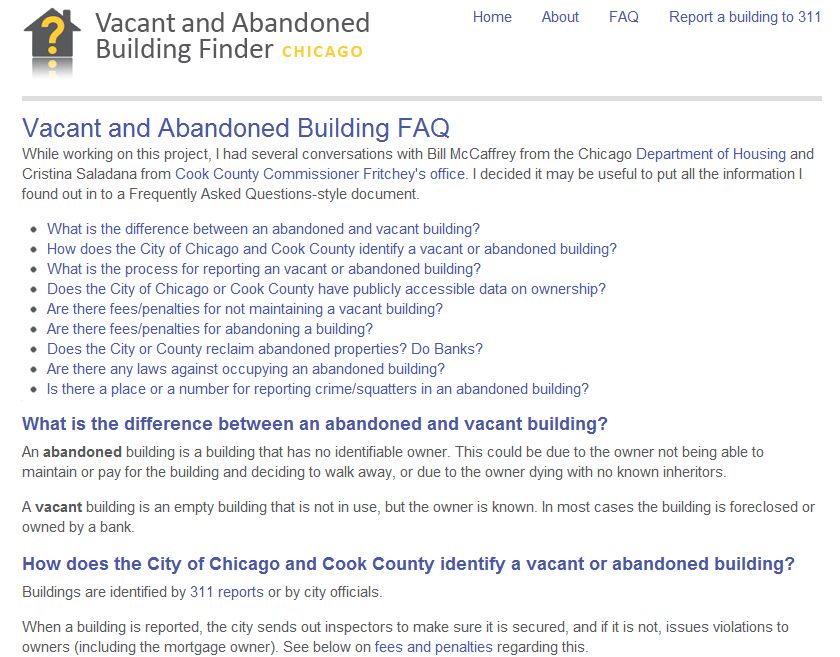 Vacant and Abandoned
Building Finder CHICAGO
Home About FAQ Report a building to 311
Vacant and Abandoned Building FAQ
While working on this project, I had several conversations with Bill McCaffrey from the Chicago Department of Housing and
Cristina Saladana from Cook County Commissioner Fritchey's office. I decided it may be useful to put all the information I
found out in to a Frequently Asked Questions-style document.
What is the difference between an abandoned and vacant building?
How does the City of Chicago and Cook County identify a vacant or abandoned building?
What is the process for reporting an vacant or abandoned building?
Does the City of Chicago or Cook County have publicly accessible data on ownership?
Are there fees/penalties for not maintaining a vacant building?
Are there fees/penalties for abandoning a building?
Does the City or County reclaim abandoned properties? Do Banks?
Are there any laws against occupying an abandoned building?
Is there a place or a number for reporting crime/squatters in an abandoned building?
What is the difference between an abandoned and vacant building?
An abandoned building is a building that has no identifiable owner. This could be due to the owner not being able to
maintain or pay for the building and deciding to walk away, or due to the owner dying with no known inheritors.
A vacant building is an empty building that is not in use, but the owner is known. In most cases the building is foreclosed or
owned by a bank.
How does the City of Chicago and Cook County identify a vacant or abandoned building?
Buildings are identified by 311 reports or by city officials.
When a building is reported, the city sends out inspectors to make sure it is secured, and if it is not, issues violations to
owners (including the mortgage owner). See below on fees and penalties regarding this.